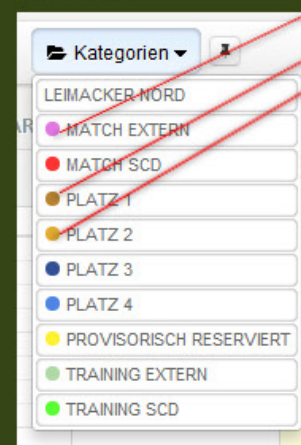 Kategorien
LEIMACKER NORD
MATCH EXTERN
MATCH SCD
PLATZ 1
PLATZ 2
PLATZ 3
PLATZ 4
PROVISORISCH RESERVIERT
TRAINING EXTERN
TRAINING SCD